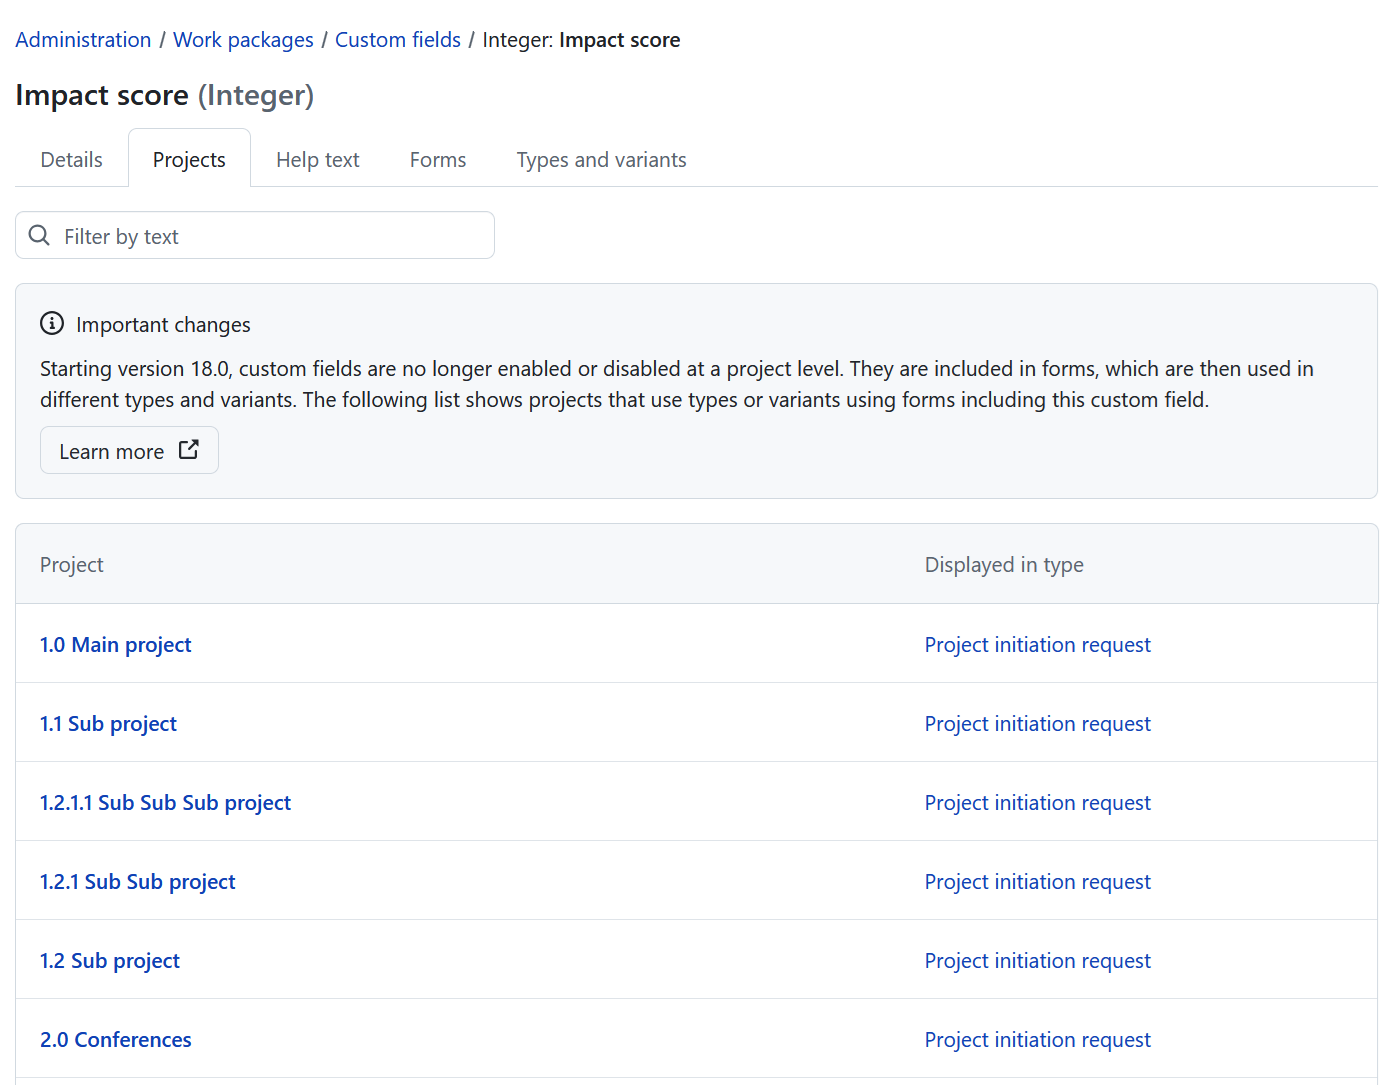 Administration / Work packages / Custom fields / Integer: Impact score
Impact score (Integer)
Details Projects Help text Forms Types and variants
Filter by text
Important changes
Starting version 18.0, custom fields are no longer enabled or disabled at a project level. They are included in forms, which are then used in
different types and variants. The following list shows projects that use types or variants using forms including this custom field.
Learn more
Project Displayed in type
1.0 Main project Project initiation request
1.1 Sub project Project initiation request
1.2.1.1 Sub Sub Sub project Project initiation request
1.2.1 Sub Sub project Project initiation request
1.2 Sub project Project initiation request
2.0 Conferences Project initiation request